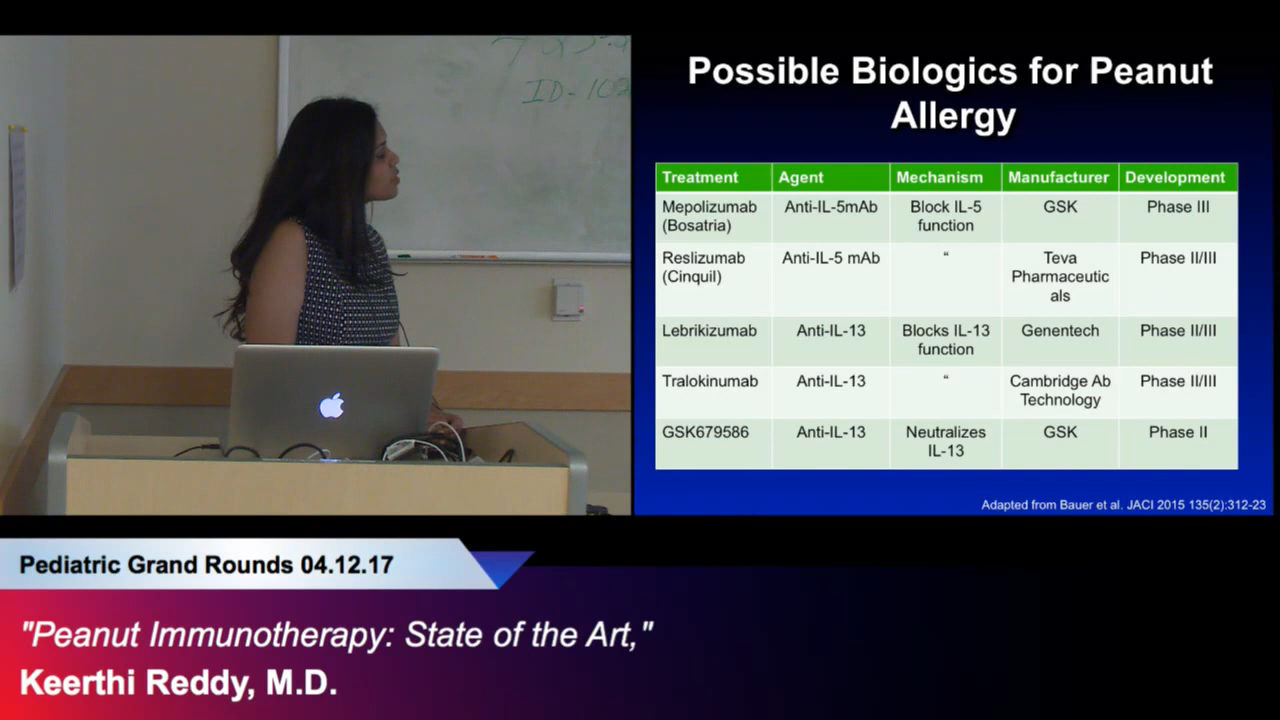 ID-102
Possible Biologics for Peanut
Allergy
Treatment Agent Mechanism Manufacturer Development
Mepolizumab Anti-IL-5mAb Block IL-5 GSK Phase III
(Bosatria) function
Reslizumab Anti-IL-5 mAb “ Teva Phase II/III
(Cinquil) Pharmaceutic
als
Lebrikizumab Anti-IL-13 Blocks IL-13 Genentech Phase II/III
function
Tralokinumab Anti-IL-13 “ Cambridge Ab Phase II/III
Technology
GSK679586 Anti-IL-13 Neutralizes GSK Phase II
IL-13
Adapted from Bauer et al. JACI 2015 135(2):312-23
Pediatric Grand Rounds 04.12.17
"Peanut Immunotherapy: State of the Art,"
Keerthi Reddy, M.D.